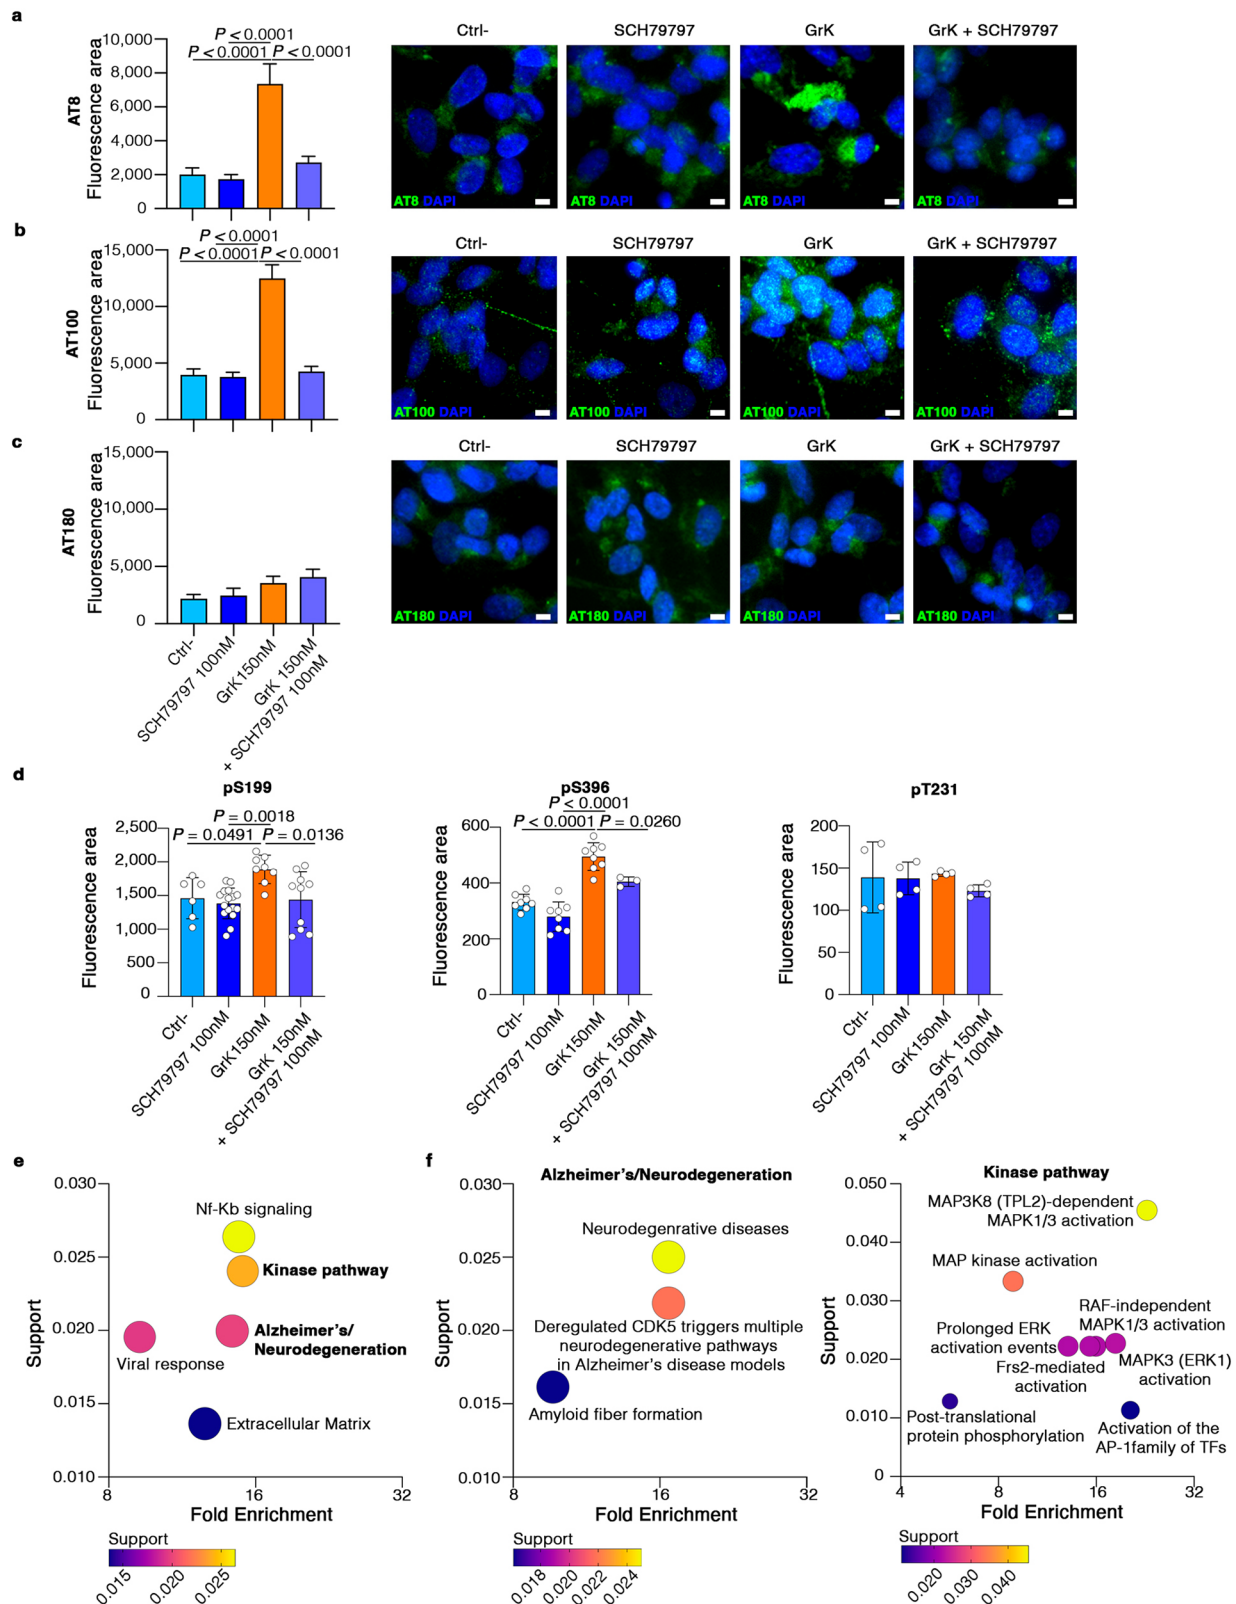 a
P < 0.0001
P < 0.0001 P < 0.0001
10,000
8,000
6,000
4,000
2,000
0
AT8
Fluorescence area
Ctrl-
SCH79797
GrK
GrK + SCH79797
AT8 DAPI
AT8 DAPI
AT8 DAPI
AT8 DAPI
b
P < 0.0001
P < 0.0001 P < 0.0001
15,000
10,000
5,000
0
AT100
Fluorescence area
Ctrl-
SCH79797
GrK
GrK + SCH79797
AT100 DAPI
AT100 DAPI
AT100 DAPI
AT100 DAPI
c
15,000
10,000
5,000
0
AT180
Fluorescence area
Ctrl-
SCH79797 100nM
GrK150nM
GrK 150nM
+ SCH79797 100nM
Ctrl-
SCH79797
GrK
GrK + SCH79797
AT180 DAPI
AT180 DAPI
AT180 DAPI
AT180 DAPI
d
pS199
P = 0.0018
P = 0.0491 P = 0.0136
2,500
2,000
1,500
1,000
500
0
Fluorescence area
Ctrl-
SCH79797 100nM
GrK150nM
GrK 150nM
+ SCH79797 100nM
pS396
P < 0.0001
P < 0.0001 P = 0.0260
600
400
200
0
Fluorescence area
Ctrl-
SCH79797 100nM
GrK150nM
GrK 150nM
+ SCH79797 100nM
pT231
200
150
100
50
0
Fluorescence area
Ctrl-
SCH79797 100nM
GrK150nM
GrK 150nM
+ SCH79797 100nM
e
0.030
0.025
0.020
0.015
0.010
Support
Nf-Kb signaling
Kinase pathway
Alzheimer's/
Neurodegeneration
Viral response
Extracellular Matrix
8 16 32
Fold Enrichment
Support
0.015 0.020 0.025
f
Alzheimer's/Neurodegeneration
0.030
0.025
0.020
0.015
0.010
Support
Neurodegenrative diseases
Deregulated CDK5 triggers multiple
neurodegenerative pathways
in Alzheimer's disease models
Amyloid fiber formation
8 16 32
Fold Enrichment
Support
0.018 0.020 0.022 0.024
Kinase pathway
0.050
0.040
0.030
0.020
0.010
0
Support
MAP3K8 (TPL2)-dependent
MAPK1/3 activation
MAP kinase activation
RAF-independent
MAPK1/3 activation
Prolonged ERK
activation events
Frs2-mediated
activation
MAPK3 (ERK1)
activation
Post-translational
protein phosphorylation
Activation of the
AP-1family of TFs
4 8 16 32
Fold Enrichment
Support
0.020 0.030 0.040